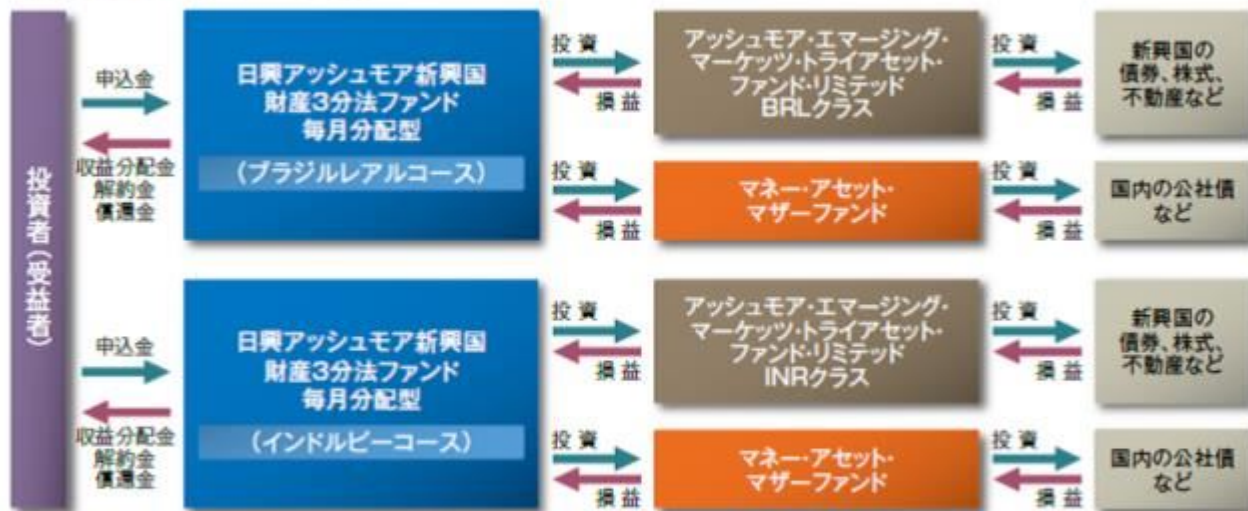 投資者(受益者)
申込金
収益分配金
解約金
償還金
日興アッシュモア新興国
財産3分法ファンド
毎月分配型
(ブラジルレアルコース)
投資
損益
アッシュモア・エマージング・
マーケッツ・トライアセット・
ファンド・リミテッド
BRLクラス
投資
損益
新興国の
債券、株式、
不動産など
投資
損益
マネー・アセット・
マザーファンド
投資
損益
国内の公社債
など
申込金
収益分配金
解約金
償還金
日興アッシュモア新興国
財産3分法ファンド
毎月分配型
(インドルピーコース)
投資
損益
アッシュモア・エマージング・
マーケッツ・トライアセット・
ファンド・リミテッド
INRクラス
投資
損益
新興国の
債券、株式、
不動産など
投資
損益
マネー・アセット・
マザーファンド
投資
損益
国内の公社債
など